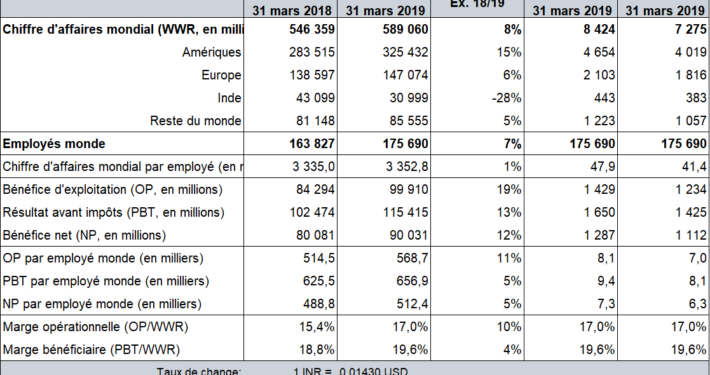 Ex. 18/19
31 mars 2018 31 mars 2019 31 mars 2019 31 mars 2019
Chiffre d'affaires mondial (WWR, en milli 546 359 589 060 8% 8 424 7 275
Amériques 283 515 325 432 15% 4 654 4 019
Europe 138 597 147 074 6% 2 103 1 816
Inde 43 099 30 999 -28% 443 383
Reste du monde 81 148 85 555 5% 1 223 1 057
Employés monde 163 827 175 690 7% 175 690 175 690
Chiffre d'affaires mondial par employé (en r 3 335,0 3 352,8 1% 47,9 41,4
Bénéfice d'exploitation (OP, en millions) 84 294 99 910 19% 1 429 1 234
Résultat avant impôts (PBT, en millions) 102 474 115 415 13% 1 650 1 425
Bénéfice net (NP, en millions) 80 081 90 031 12% 1 287 1 112
OP par employé monde (en milliers) 514,5 568,7 11% 8,1 7,0
PBT par employé monde (en milliers) 625,5 656,9 5% 9,4 8,1
NP par employé monde (en milliers) 488,8 512,4 5% 7,3 6,3
Marge opérationnelle (OP/WWR) 15,4% 17,0% 10% 17,0% 17,0%
Marge bénéficiaire (PBT/WWR) 18,8% 19,6% 4% 19,6% 19,6%
Taux de change: 1 INR = 0,01430 USD